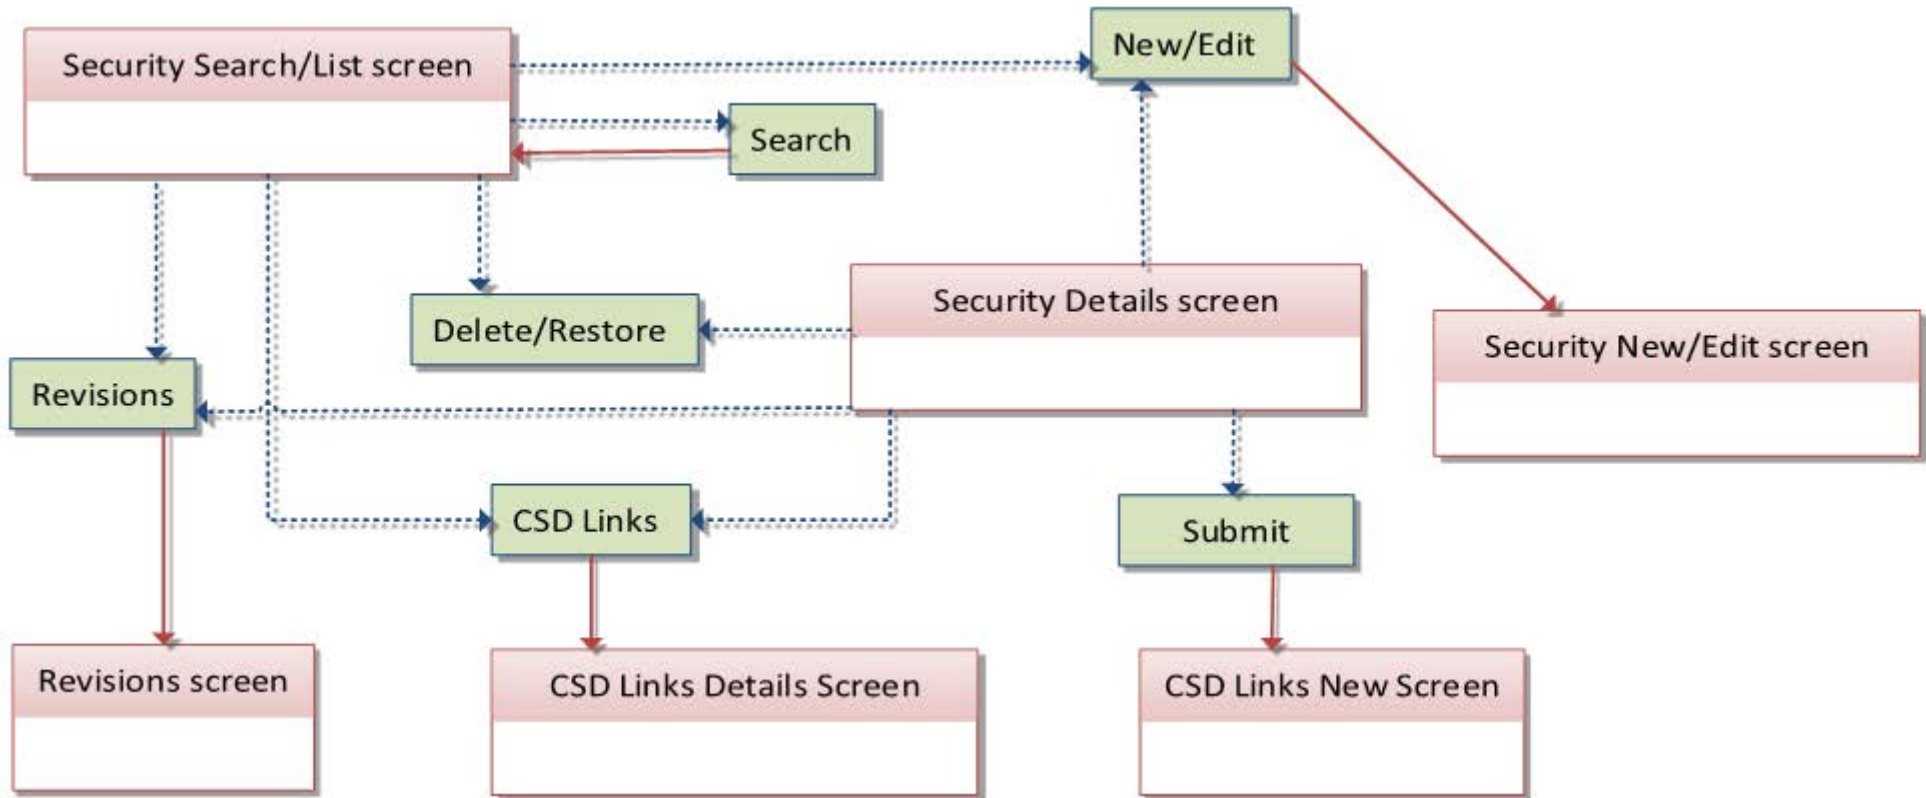 Security Search/List screen
New/Edit
Search
Security Details screen
Delete/Restore
Security New/Edit screen
Revisions
CSD Links
Submit
Revisions screen
CSD Links Details Screen
CSD Links New Screen